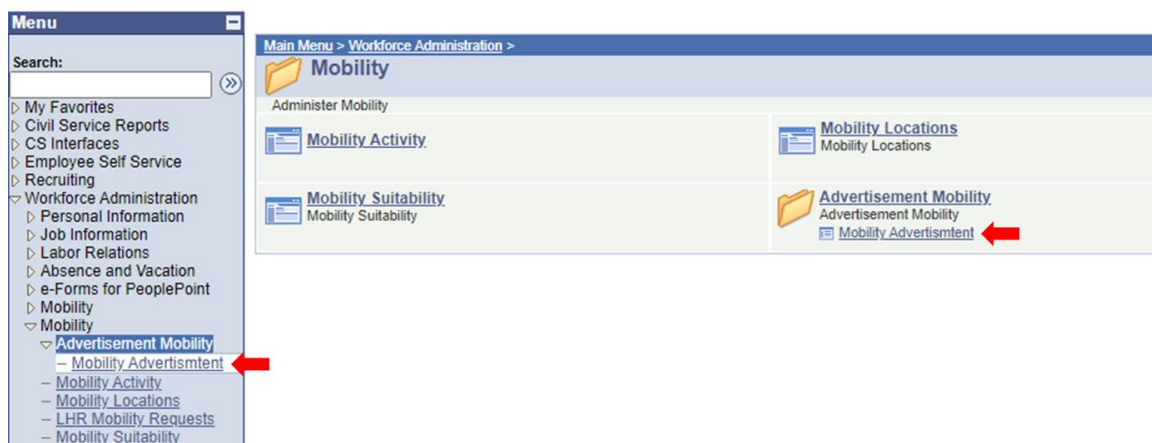 Menu
Search:
My Favorites
Civil Service Reports
CS Interfaces
Employee Self Service
Recruiting
Workforce Administration
Personal Information
Job Information
Labor Relations
Absence and Vacation
e-Forms for PeoplePoint
Mobility
Mobility
Advertisement Mobility
– Mobility Advertismtent
– Mobility Activity
– Mobility Locations
– LHR Mobility Requests
– Mobility Suitability
Main Menu > Workforce Administration >
Mobility
Administer Mobility
Mobility Activity
Mobility Locations
Mobility Locations
Mobility Suitability
Mobility Suitability
Advertisement Mobility
Advertisement Mobility
Mobility Advertismtent